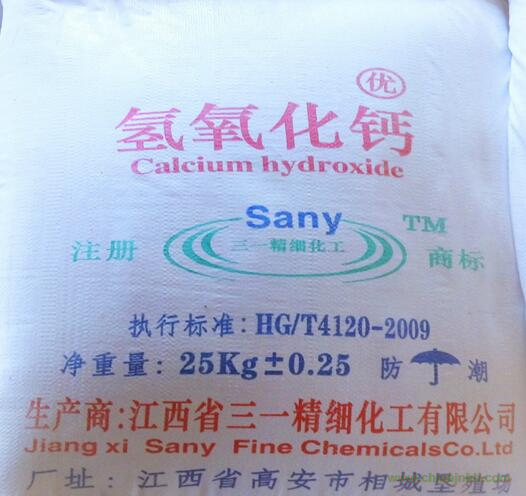 优
氢氧化钙
Calcium hydroxide
Sany TM
注册 三一精细化工 商标
执行标准:HG/T4120-2009
净重量:25Kg±0.25 防 潮
生产商:江西省三一精细化工有限公司
Jiang xi Sany Fine ChemicalsCo.Ltd
厂址:江西省高安市相城垦殖场